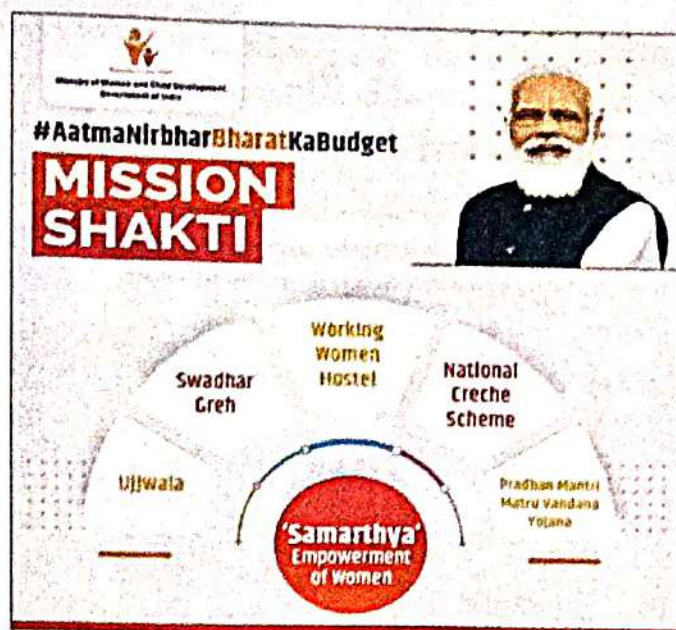 Ministry of Women and Child Development
Government of India
#AatmaNirbharBharatKaBudget
MISSION
SHAKTI
Working
Women
Hostel
Swadhar
Greh
National
Creche
Scheme
Ujjwala
Pradhan Mantri
Matru Vandana
Yojana
'Samarthya'
Empowerment
of Women